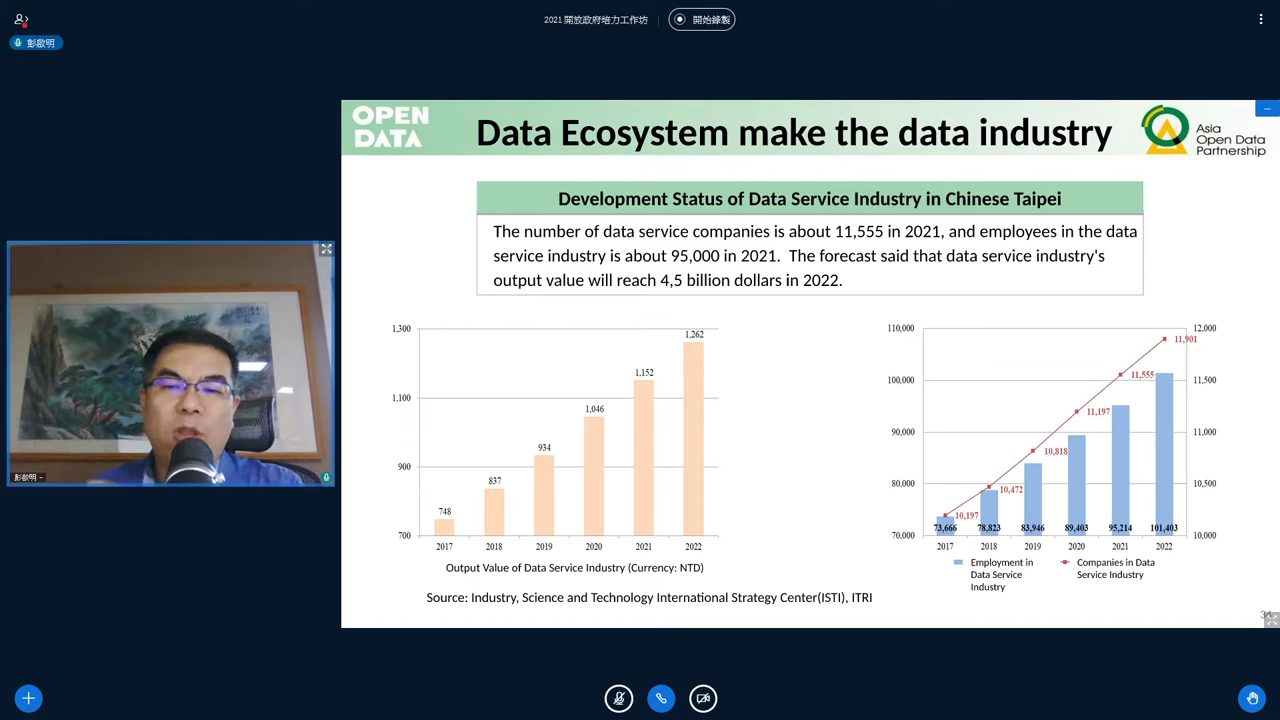 2021 開放政府培力工作坊
開始錄製
彭啟明
OPEN
DATA
Data Ecosystem make the data industry
Asia
Open Data
Partnership
Development Status of Data Service Industry in Chinese Taipei
The number of data service companies is about 11,555 in 2021, and employees in the data
service industry is about 95,000 in 2021. The forecast said that data service industry's
output value will reach 4,5 billion dollars in 2022.
1,300
1,100
900
700
748
837
934
1,046
1,152
1,262
2017 2018 2019 2020 2021 2022
Output Value of Data Service Industry (Currency: NTD)
110,000
100,000
90,000
80,000
70,000
12,000
11,500
11,000
10,500
10,000
10,197
10,472
10,818
11,197
11,555
11,901
73,666 78,823 83,946 89,403 95,214 101,403
2017 2018 2019 2020 2021 2022
Employment in
Data Service
Industry
Companies in Data
Service Industry
Source: Industry, Science and Technology International Strategy Center(ISTI), ITRI
彭啟明